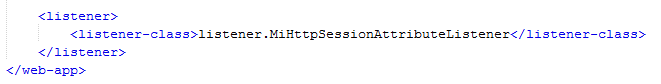 <listener>
<listener-class>listener.MiHttpSessionAttributeListener</listener-class>
</listener>
</web-app>